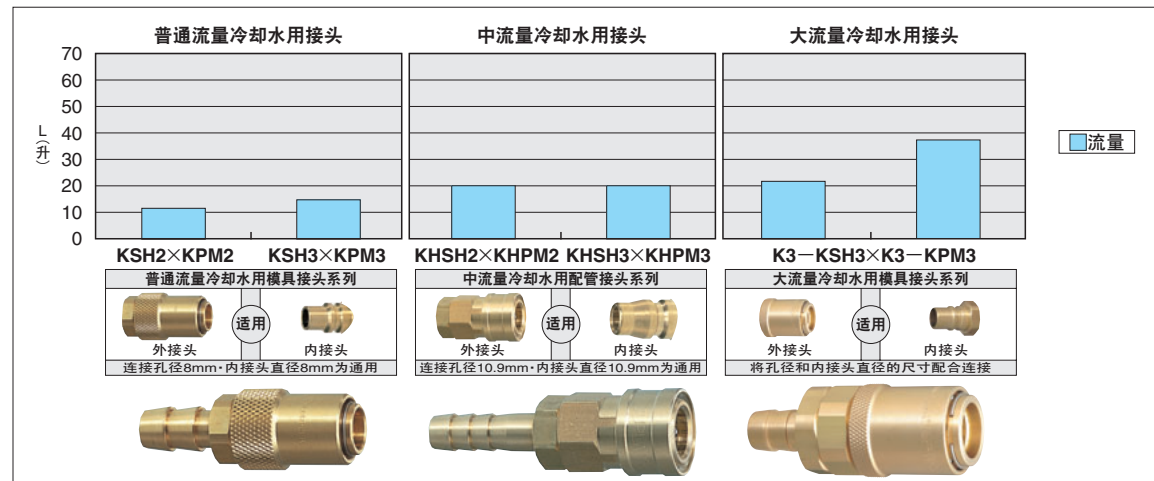 普通流量冷却水用接头 中流量冷却水用接头 大流量冷却水用接头
70
60
50
40
30
20
10
0
L(升)
流量
KSH2×KPM2 KSH3×KPM3 KHSH2×KHPM2 KHSH3×KHPM3 K3—KSH3×K3—KPM3
普通流量冷却水用模具接头系列 中流量冷却水用配管接头系列 大流量冷却水用模具接头系列
适用 适用 适用
外接头 内接头 外接头 内接头 外接头 内接头
连接孔径8mm·内接头直径8mm为通用 连接孔径10.9mm·内接头直径10.9mm为通用 将孔径和内接头直径的尺寸配合连接